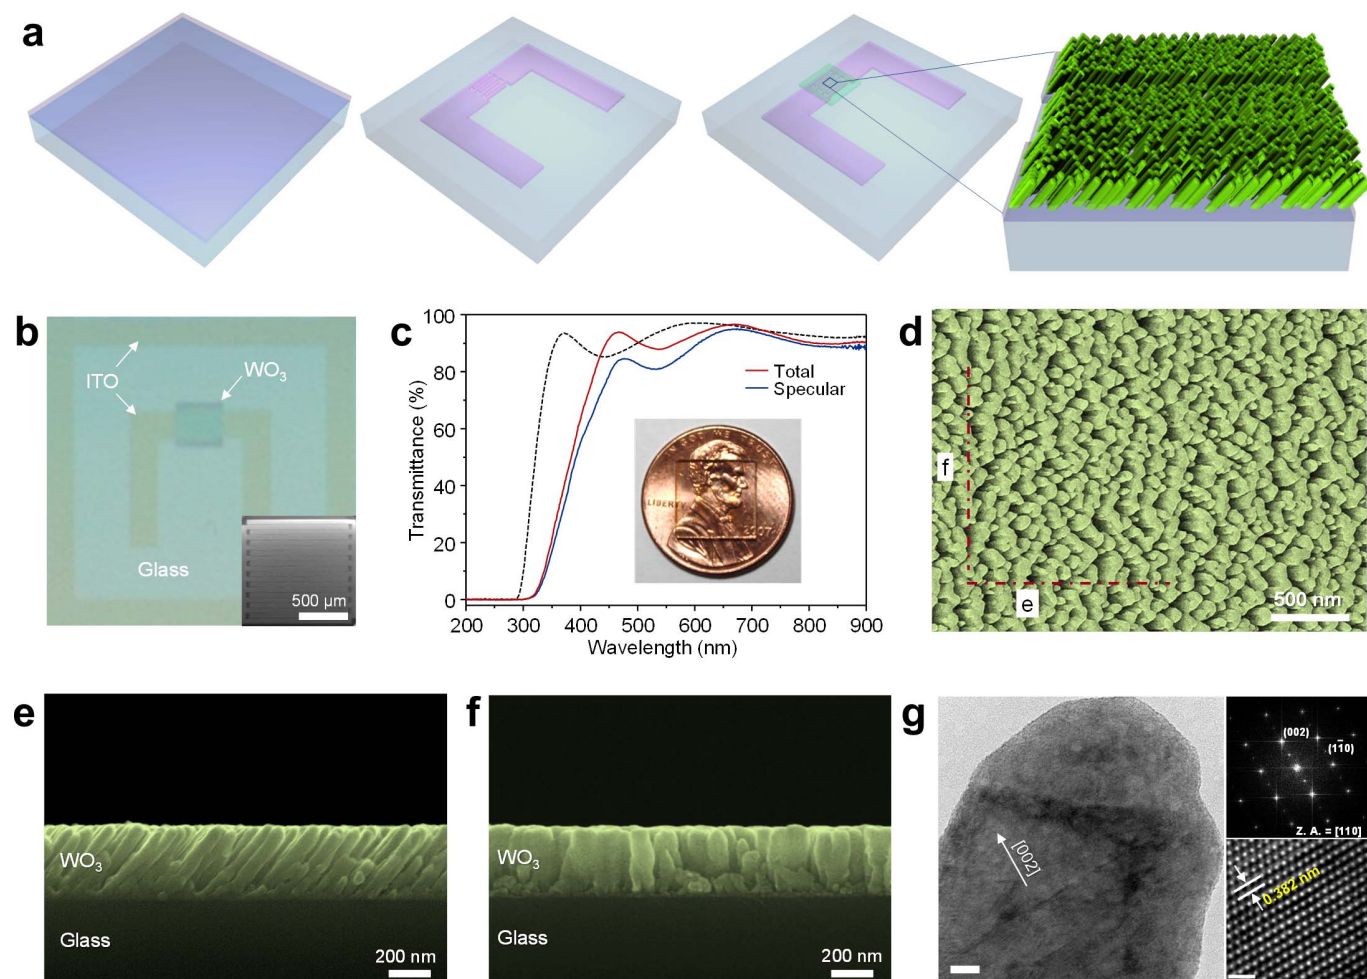 a
b
ITO
WO₃
Glass
500 µm
c
100
80
60
40
20
0
Transmittance (%)
200
300
400
500
600
700
800
900
Wavelength (nm)
Total
Specular
LIBERTY
2007
d
f
e
500 nm
e
WO₃
Glass
200 nm
f
WO₃
Glass
200 nm
g
[002]
(002)
(11̄0)
Z. A. = [110]
0.382 nm